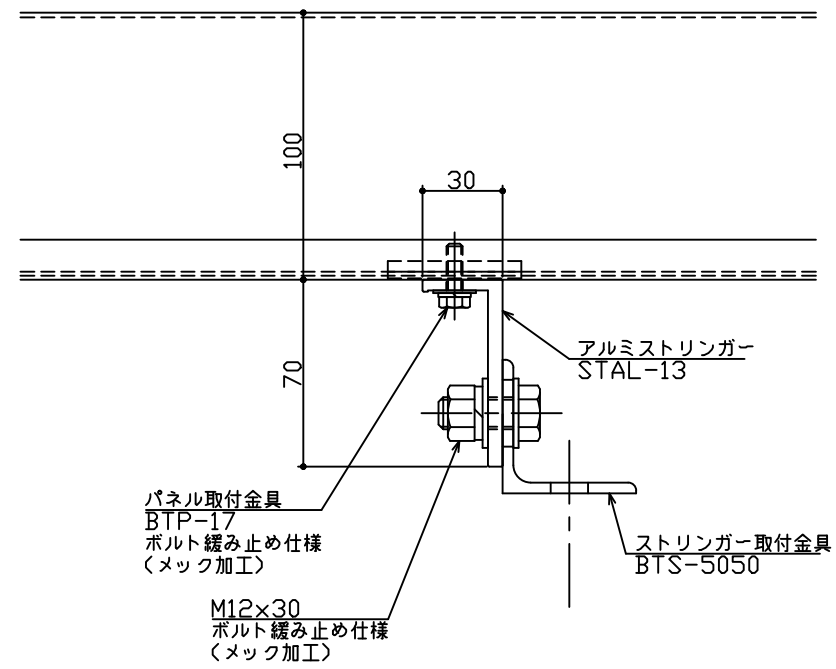 100
30
70
アルミストリンガー
STAL-13
パネル取付金具
BTP-17
ボルト緩み止め仕様
(メック加工)
ストリンガー取付金具
BTS-5050
M12x30
ボルト緩み止め仕様
(メック加工)